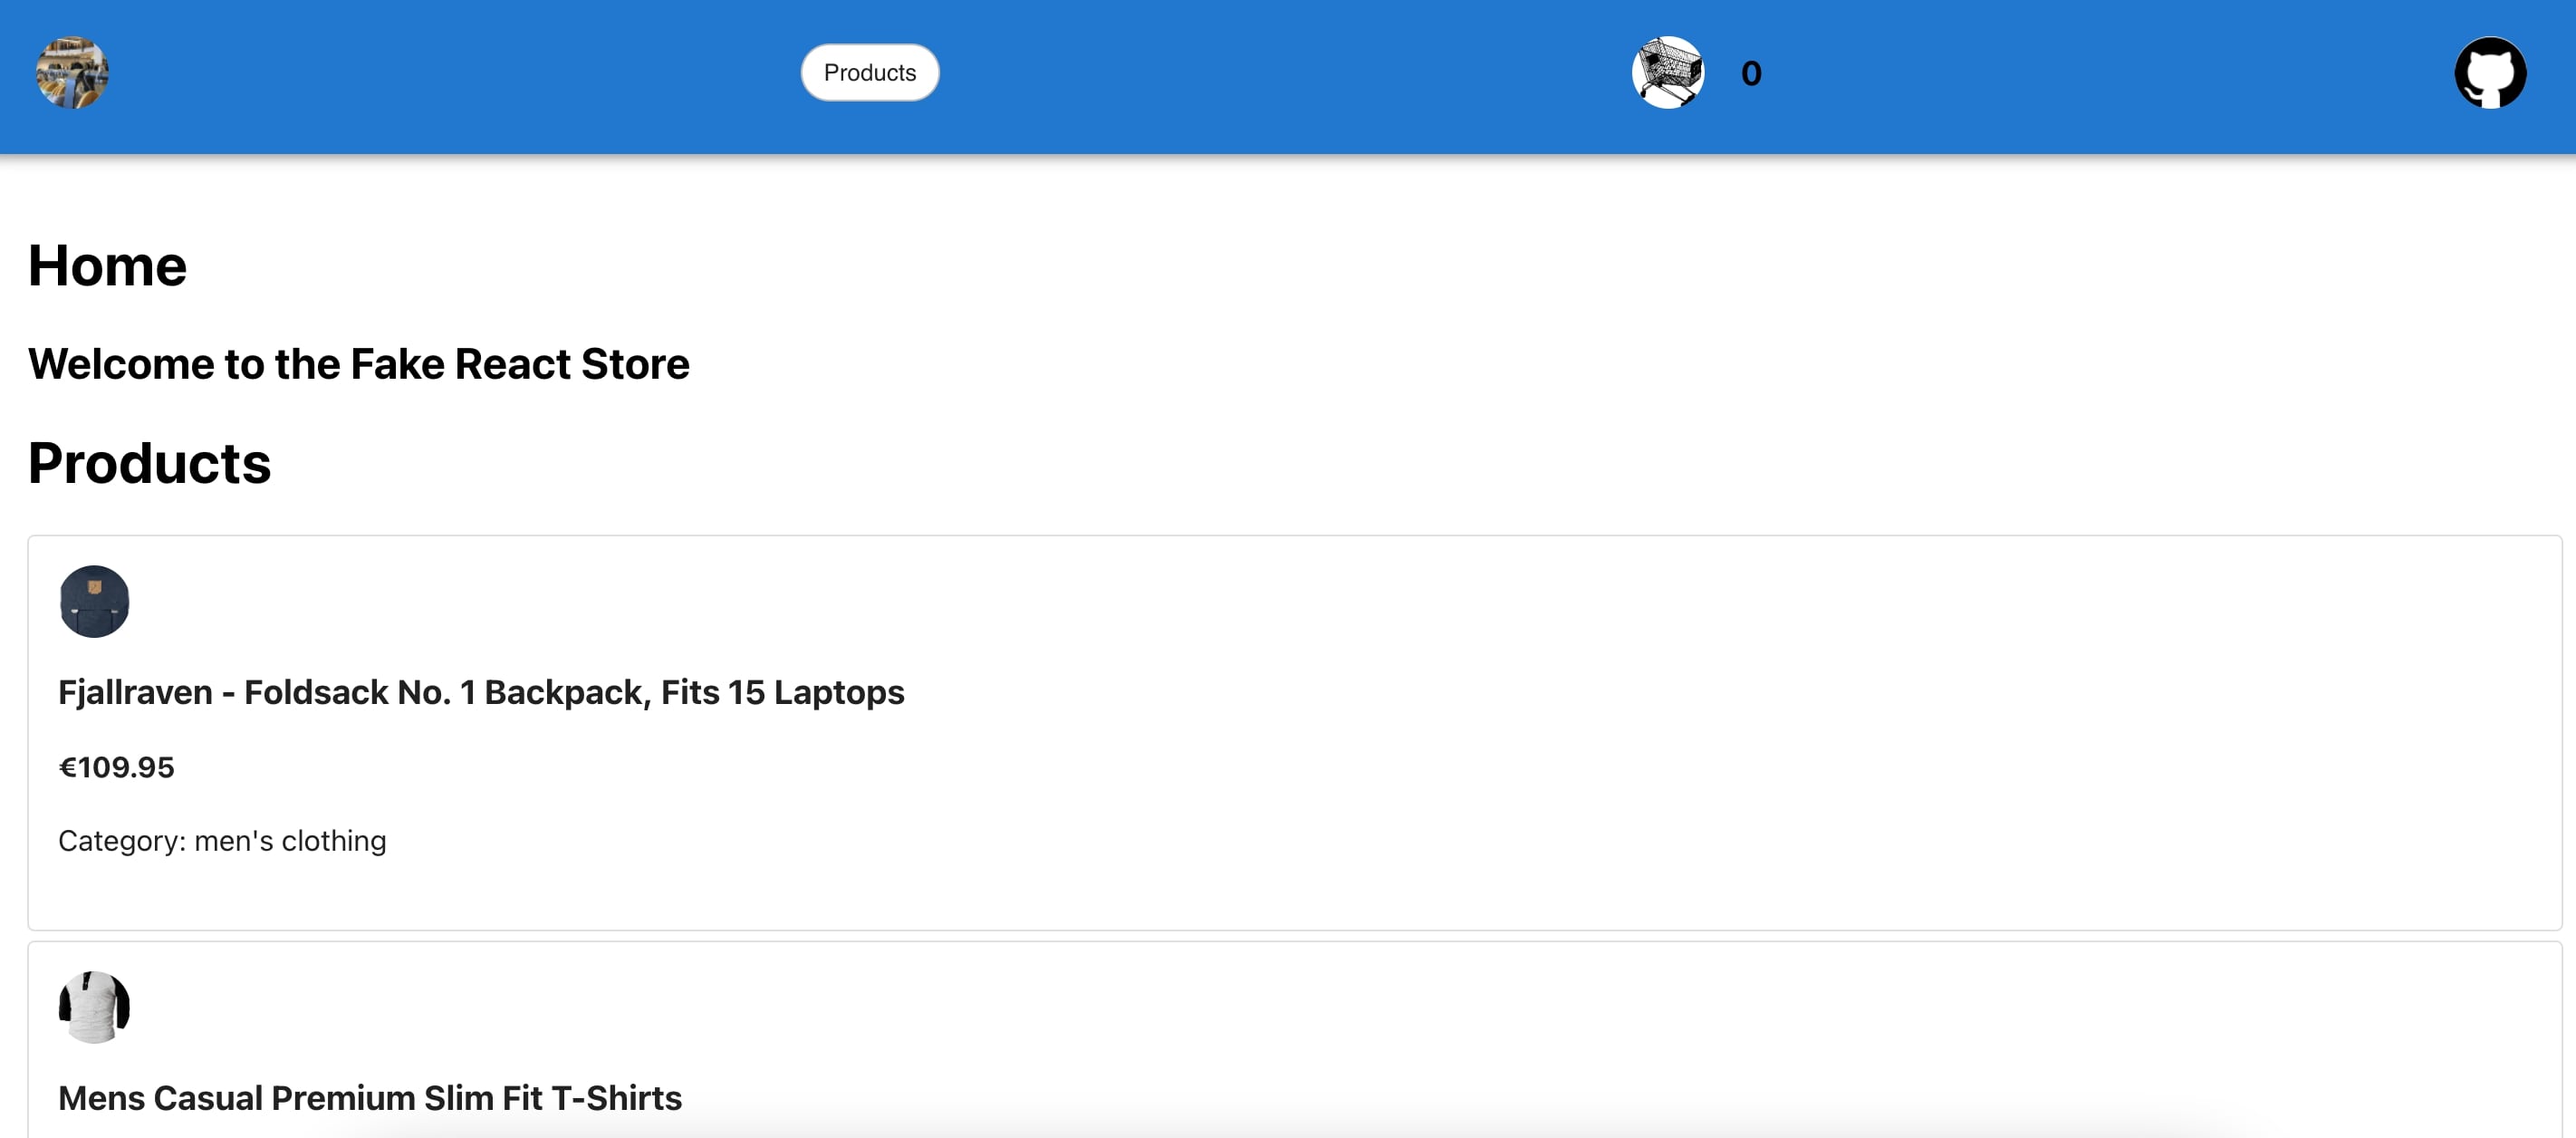 Products
0
Home
Welcome to the Fake React Store
Products
Fjallraven - Foldsack No. 1 Backpack, Fits 15 Laptops
€109.95
Category: men's clothing
Mens Casual Premium Slim Fit T-Shirts